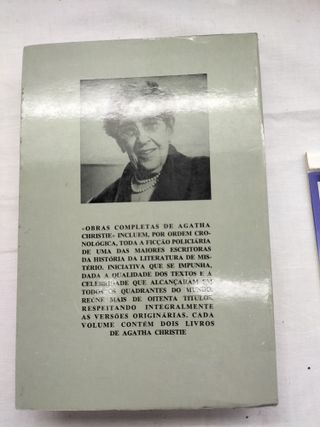 «OBRAS COMPLETAS DE AGATHA
CHRISTIE» INCLUEM, POR ORDEM CRO-
NOLÓGICA, TODA A FICÇÃO POLICIÁRIA
DE UMA DAS MAIORES ESCRITORAS
DA HISTÓRIA DA LITERATURA DE MIS-
TÉRIO. INICIATIVA QUE SE IMPUNHA,
DADA A QUALIDADE DOS TEXTOS E A
CELEBRIDADE QUE ALCANÇARAM EM
TODOS OS QUADRANTES DO MUNDO,
REÚNE MAIS DE OITENTA TÍTULOS,
RESPEITANDO INTEGRALMENTE
AS VERSÕES ORIGINÁRIAS. CADA
VOLUME CONTÉM DOIS LIVROS
DE AGATHA CHRISTIE